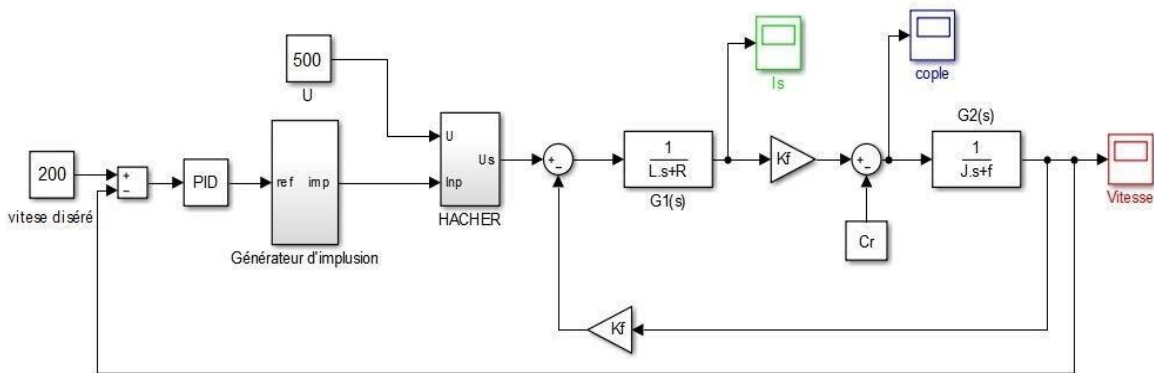 500
U
Is
cople
200
vitese diséré
+
−
PID
ref imp
Générateur d'implusion
U
Us
Inp
HACHER
+
−
1
L.s+R
G1(s)
Kf
+
−
Cr
G2(s)
1
J.s+f
Vitesse
Kf